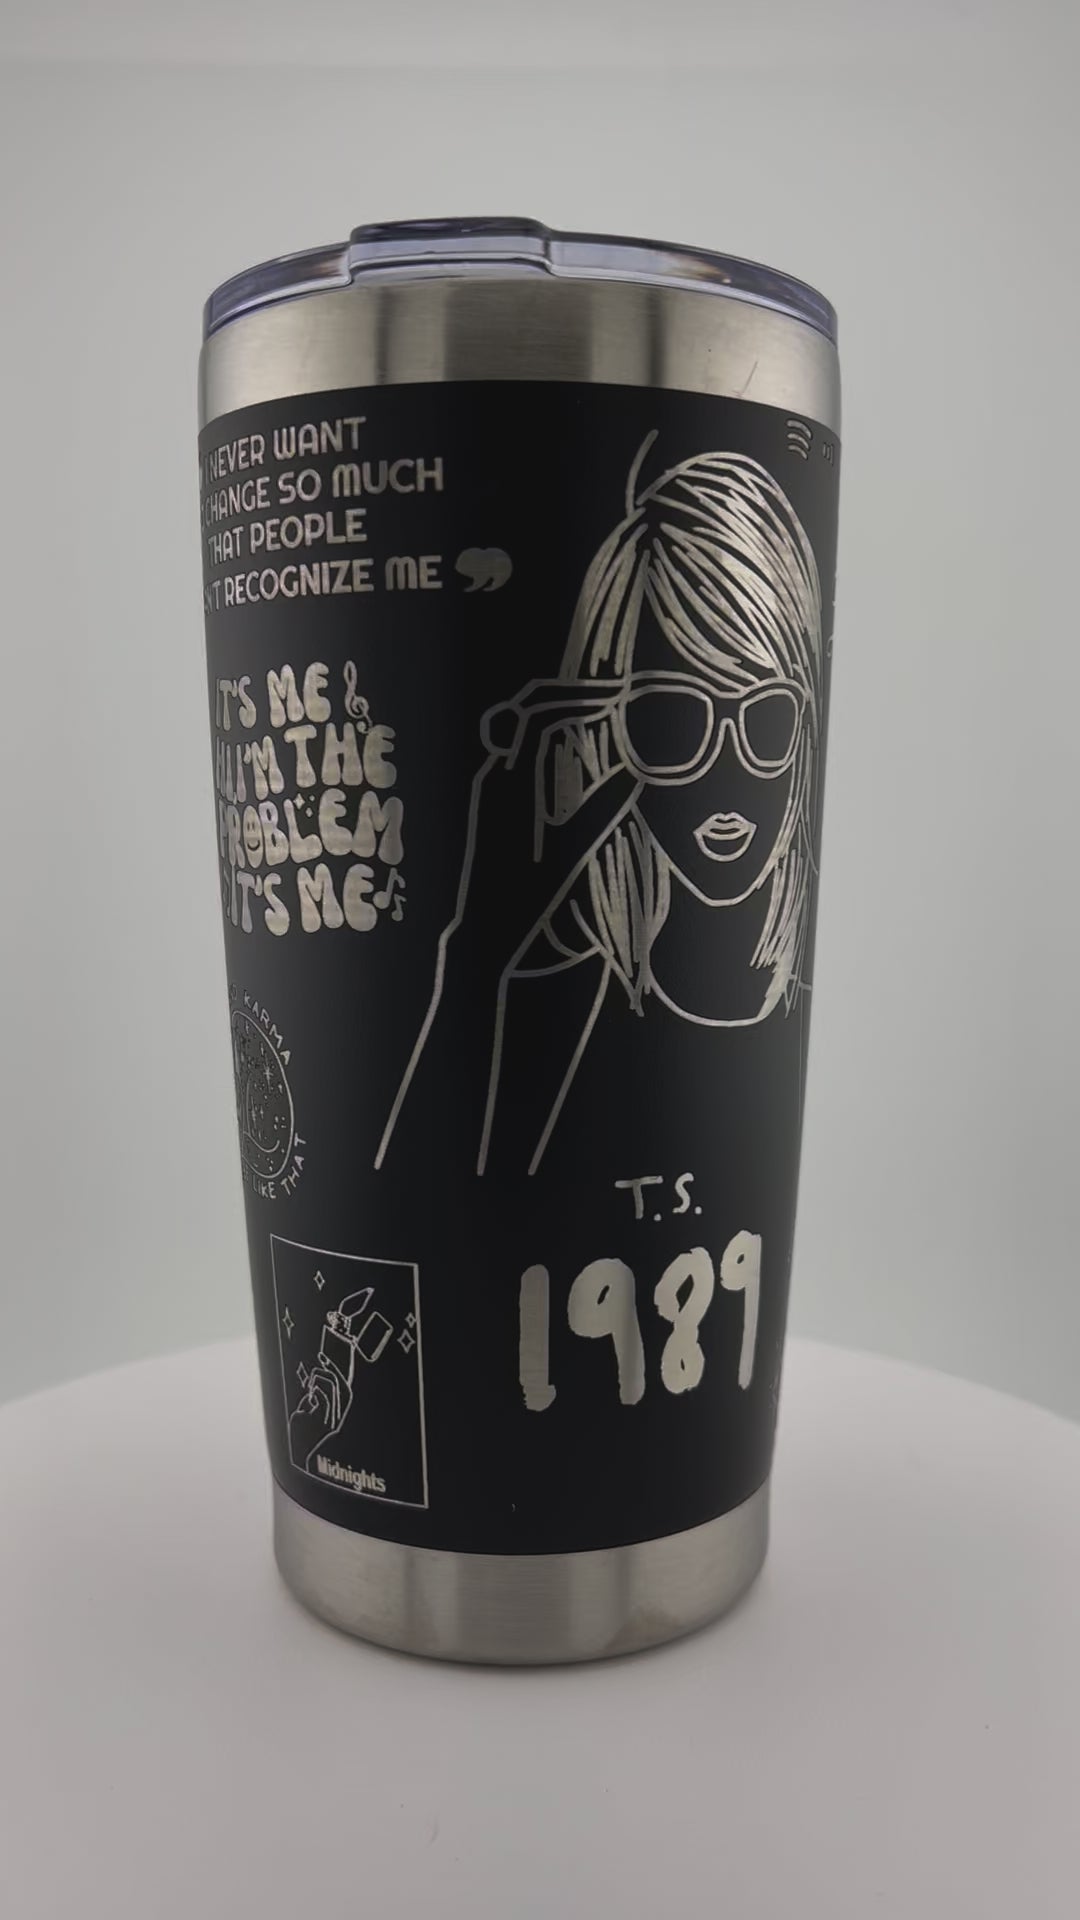 I NEVER WANT
CHANGE SO MUCH
THAT PEOPLE
RECOGNIZE ME ”
IT'S ME
HI, I'M THE
PROBLEM
IT'S ME
KARMA
LIKE THAT
Midnights
T.S.
1989